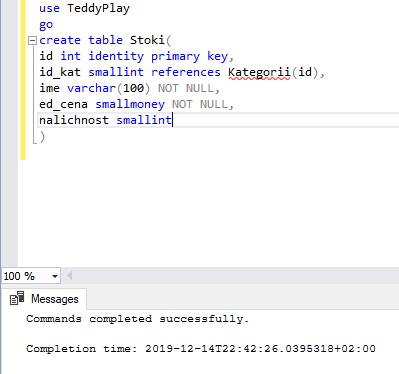 use TeddyPlay
go
create table Stoki(
id int identity primary key,
id_kat smallint references Kategorii(id),
ime varchar(100) NOT NULL,
ed_cena smallmoney NOT NULL,
nalichnost smallint
)
100 %
Messages
Commands completed successfully.
Completion time: 2019-12-14T22:42:26.0395318+02:00